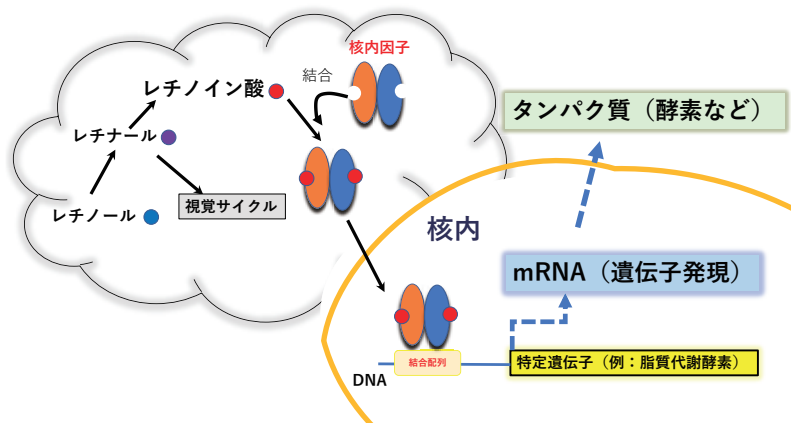 核内因子
結合
レチノイン酸
レチナール
レチノール
視覚サイクル
タンパク質（酵素など）
核内
mRNA（遺伝子発現）
結合配列
特定遺伝子（例：脂質代謝酵素）
DNA